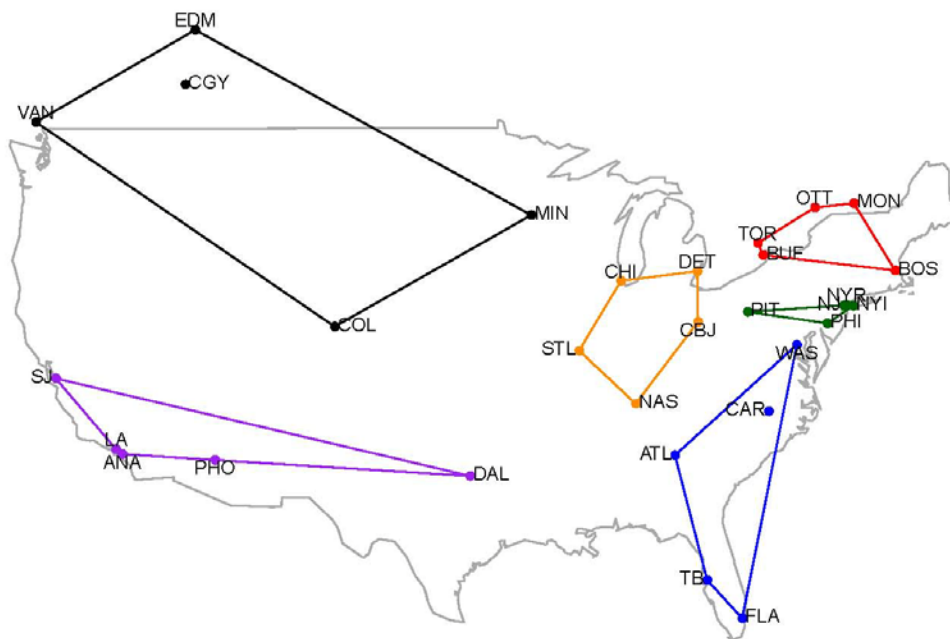 EDM
CGY
VAN
MIN
OTT
MON
TOR
BUF
BOS
DET
CHI
NYR
NJ
NYI
PIT
PHI
COL
CBJ
STL
WAS
SJ
NAS
CAR
LA
ANA
PHO
DAL
ATL
TB
FLA